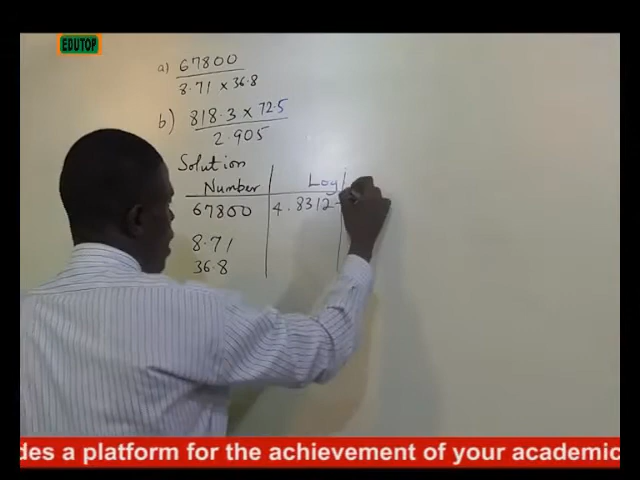 EDUTOP
a) 67800
8.71 x 36.8
b) 818.3 x 72.5
2.905
Solution
Number Log
67800 4.8312
8.71
36.8
des a platform for the achievement of your academic